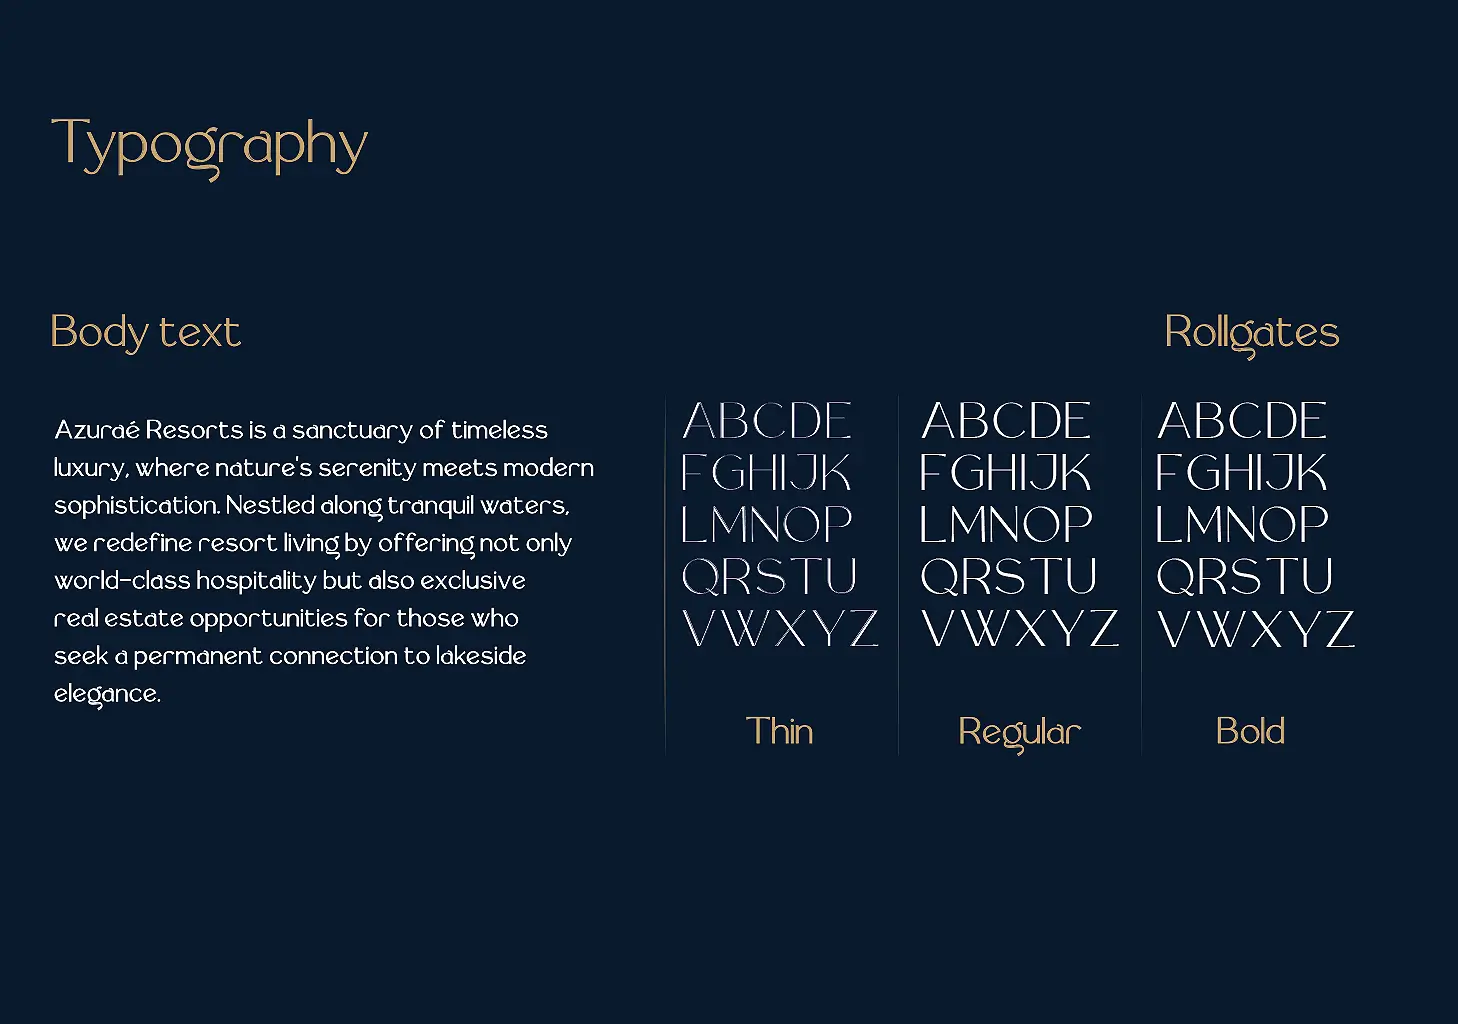 Typography
Body text
Rollgates
Azuraé Resorts is a sanctuary of timeless
luxury, where nature's serenity meets modern
sophistication. Nestled along tranquil waters,
we redefine resort living by offering not only
world-class hospitality but also exclusive
real estate opportunities for those who
seek a permanent connection to lakeside
elegance.
ABCDE
FGHIJK
LMNOP
QRSTU
VWXYZ
Thin
ABCDE
FGHIJK
LMNOP
QRSTU
VWXYZ
Regular
ABCDE
FGHIJK
LMNOP
QRSTU
VWXYZ
Bold